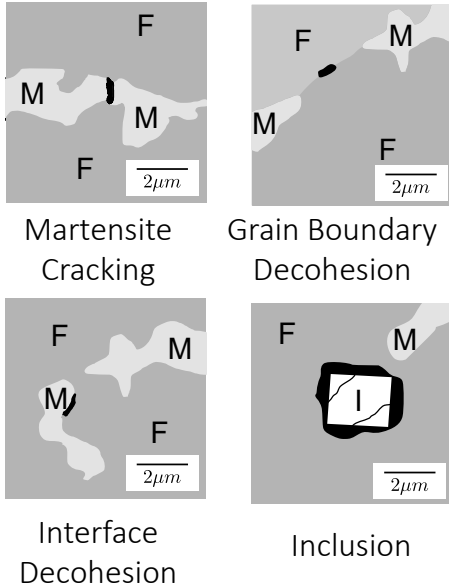 F
M
M
F
2μm
Martensite
Cracking
F
M
M
F
2μm
Grain Boundary
Decohesion
F
M
M
F
2μm
Interface
Decohesion
F
M
I
2μm
Inclusion